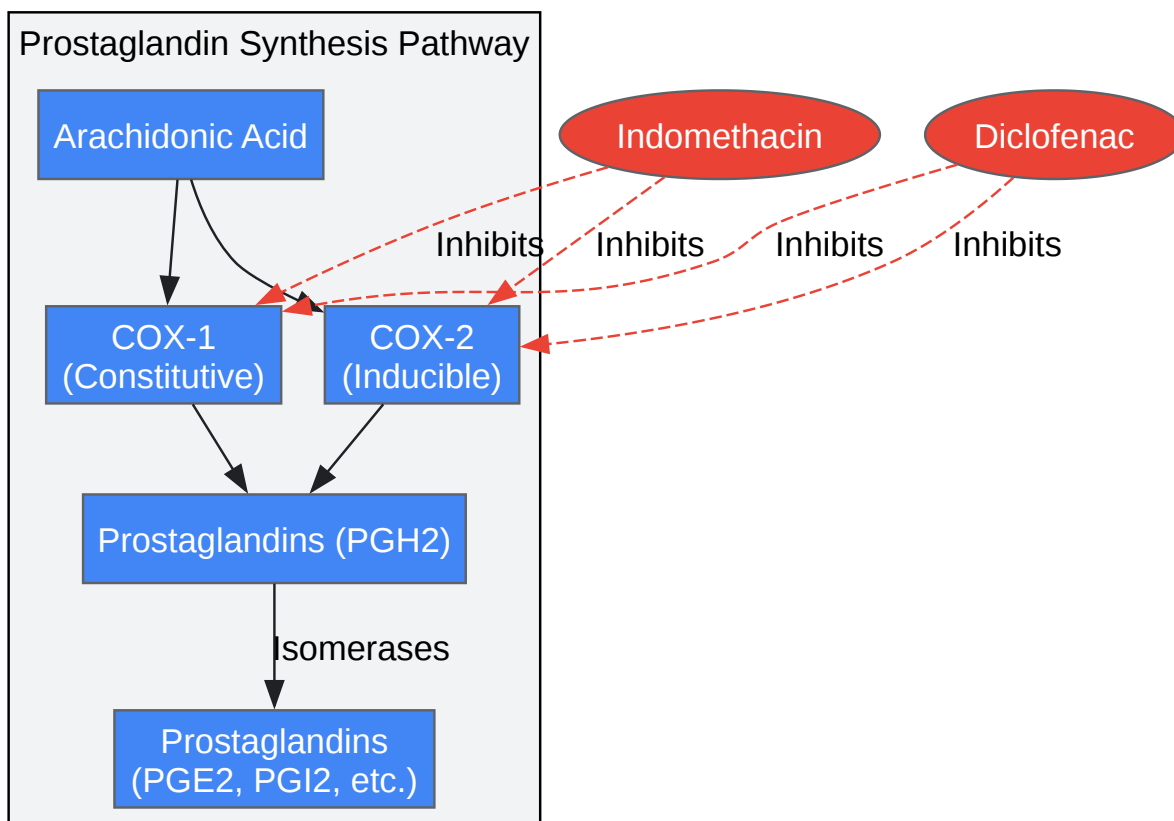 Prostaglandin Synthesis Pathway
Arachidonic Acid
Indomethacin
Diclofenac
Inhibits
Inhibits
Inhibits
Inhibits
COX-1
(Constitutive)
COX-2
(Inducible)
Prostaglandins (PGH2)
Isomerases
Prostaglandins
(PGE2, PGI2, etc.)